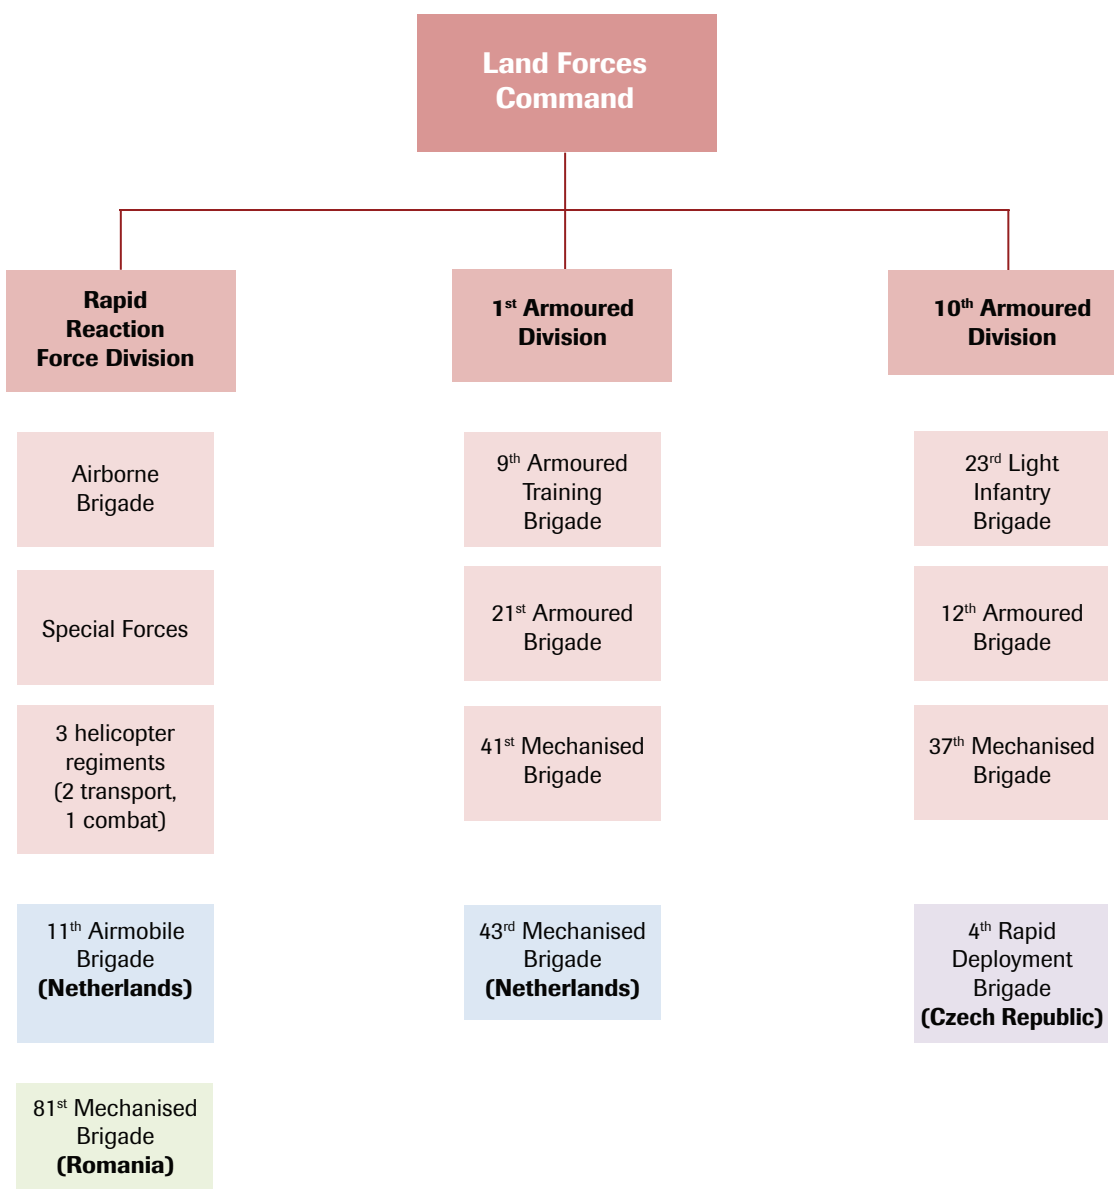 Land Forces
Command
Rapid
Reaction
Force Division
1st Armoured
Division
10th Armoured
Division
Airborne
Brigade
9th Armoured
Training
Brigade
23rd Light
Infantry
Brigade
Special Forces
21st Armoured
Brigade
12th Armoured
Brigade
3 helicopter
regiments
(2 transport,
1 combat)
41st Mechanised
Brigade
37th Mechanised
Brigade
11th Airmobile
Brigade
(Netherlands)
43rd Mechanised
Brigade
(Netherlands)
4th Rapid
Deployment
Brigade
(Czech Republic)
81st Mechanised
Brigade
(Romania)